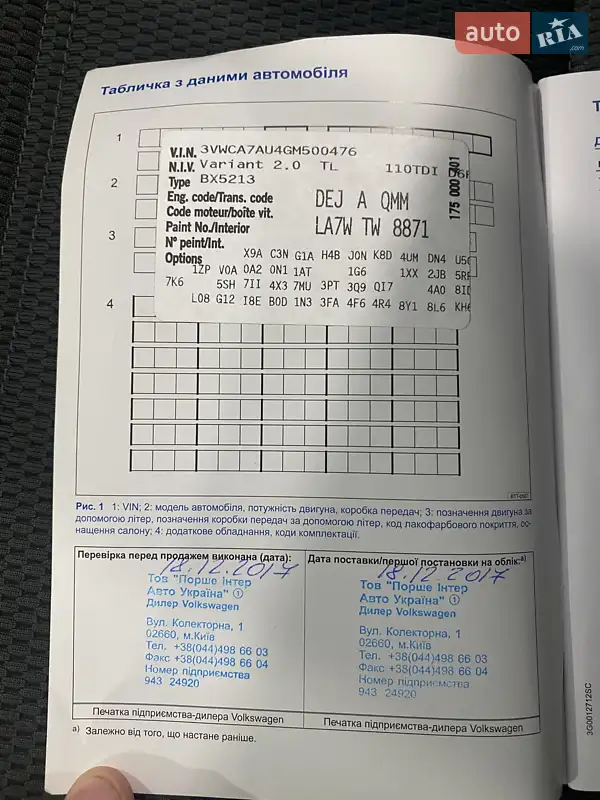 auto RIA .com
Табличка з даними автомобіля
1
V.I.N. 3VWCA7AU4GM500476
N.I.V. Variant 2.0 TL 110TDI D6F
Type BX5213
175 000 01
2
Eng. code/Trans. code DEJ A QMM
Code moteur/boîte vit.
Paint No./Interior LA7W TW 8871
N° peint/Int.
3
Options X9A C3N G1A H4B J0N K8D 4UM DN4 U5
1ZP V0A 0A2 0N1 1AT 1G6 1XX 2JB 5R
7K6 5SH 7II 4X3 7MU 3PT 3Q9 QI7 4A0 8I
L08 G12 I8E B0D 1N3 3FA 4F6 4R4 8Y1 8L6 KH6
4
Рис. 1 1: VIN; 2: модель автомобіля, потужність двигуна, коробка передач; 3: позначення двигуна за
допомогою літер, позначення коробки передач за допомогою літер, код лакофарбового покриття, ос-
нащення салону; 4: додаткове обладнання, коди комплектації.
Перевірка перед продажем виконана (дата):
18.12.2017
Тов "Порше Інтер
Авто Україна" ①
Дилер Volkswagen
Вул. Колекторна, 1
02660, м.Київ
Тел. +38(044)498 66 03
Факс +38(044)498 66 04
Номер підприємства
943 24920
Печатка підприємства-дилера Volkswagen
Дата поставки/першої постановки на облік:а)
18.12.2017
Тов "Порше Інтер
Авто Україна" ①
Дилер Volkswagen
Вул. Колекторна, 1
02660, м.Київ
Тел. +38(044)498 66 03
Факс +38(044)498 66 04
Номер підприємства
943 24920
Печатка підприємства-дилера Volkswagen
а) Залежно від того, що настане раніше.
3G0012712SC